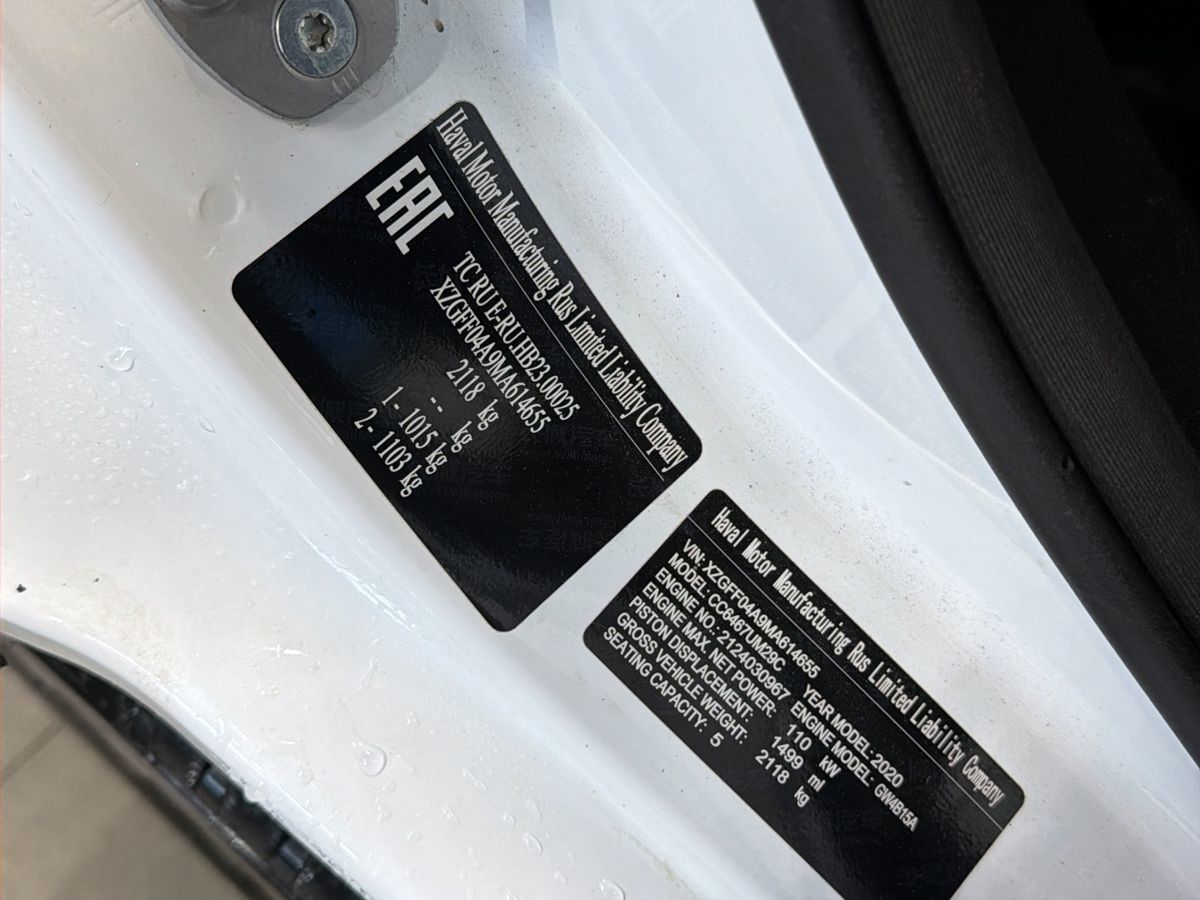 Haval Motor Manufacturing Rus Limited Liability Company
EAC
TC RU E-RU.HB23.00025
XZGFF04A9MA614655
2118 kg
-- kg
1- 1015 kg
2- 1103 kg
Haval Motor Manufacturing Rus Limited Liability Company
VIN: XZGFF04A9MA614655 YEAR MODEL: 2020
MODEL: CC6467UM29C ENGINE MODEL: GW4B15A
ENGINE NO.: 2124030967
ENGINE MAX. NET POWER: 110 kW
PISTON DISPLACEMENT: 1499 ml
GROSS VEHICLE WEIGHT: 2118 kg
SEATING CAPACITY: 5